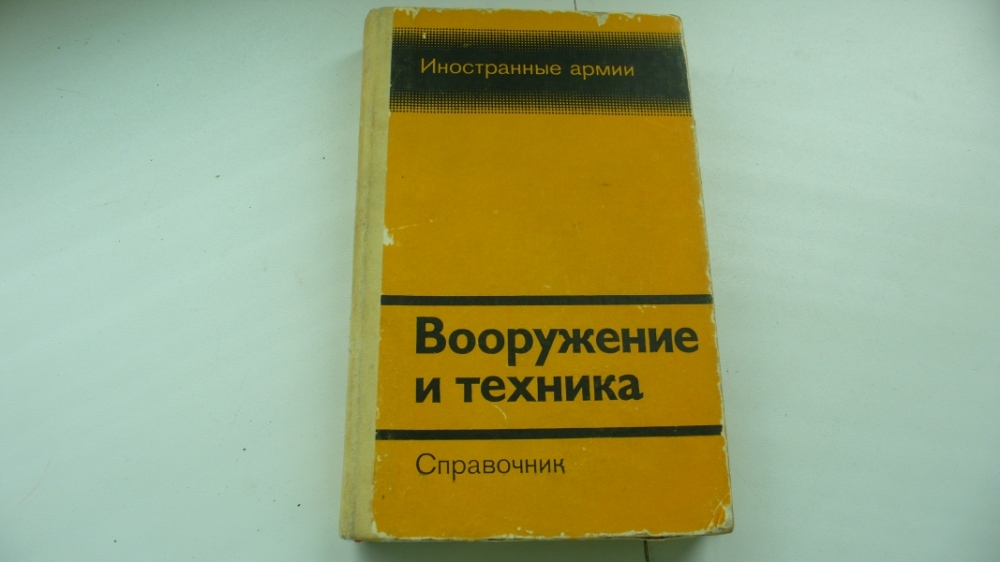 Иностранные армии
Вооружение
и техника
Справочник